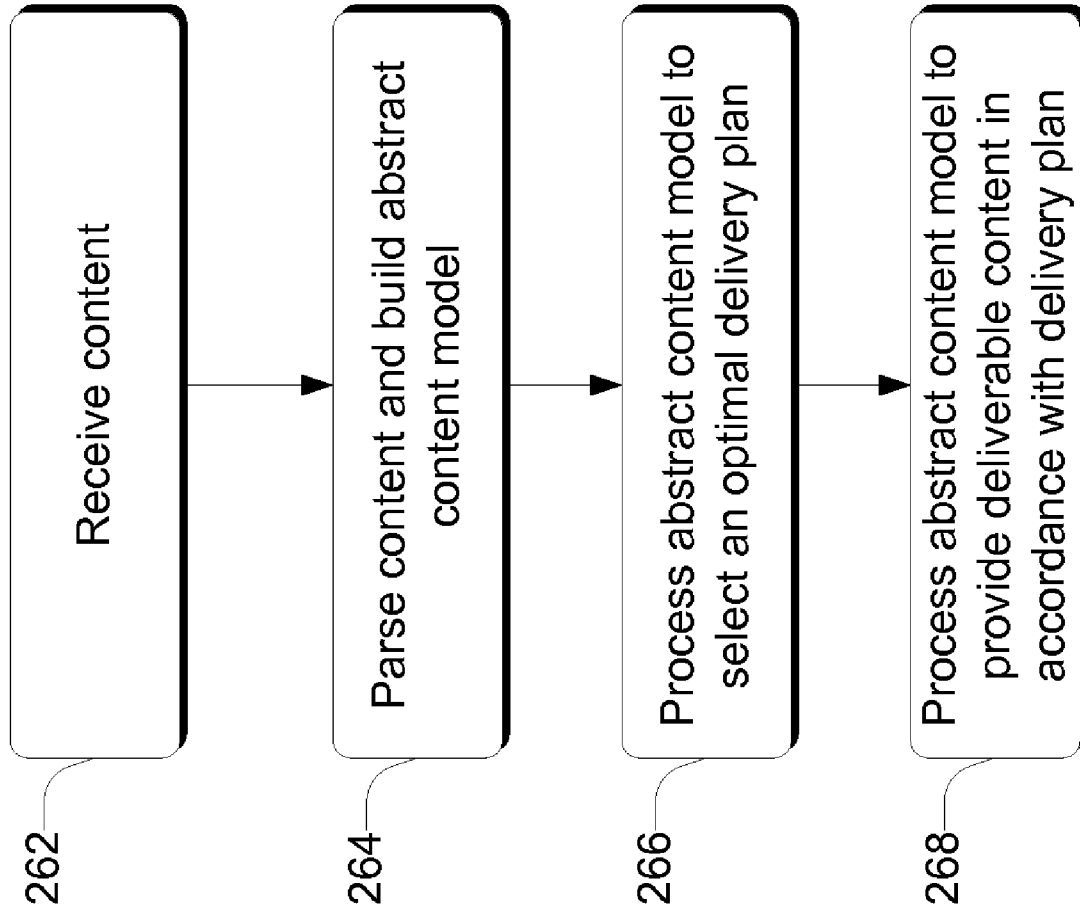 262
Receive content
264
Parse content and build abstract
content model
266
Process abstract content model to
select an optimal delivery plan
268
Process abstract content model to
provide deliverable content in
accordance with delivery plan